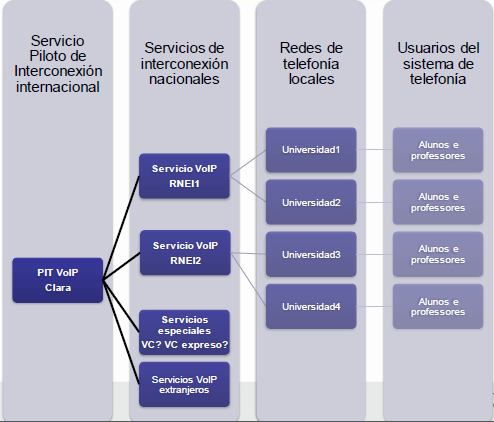 Servicio
Piloto de
Interconexión
internacional
Servicios de
interconexión
nacionales
Redes de
telefonía
locales
Usuarios del
sistema de
telefonía
PIT VoIP
Clara
Servicio VoIP
RNEI1
Servicio VoIP
RNEI2
Servicios
especiales
VC? VC expreso?
Servicios VoIP
extranjeros
Universidad1
Universidad2
Universidad3
Universidad4
Alunos e
professores
Alunos e
professores
Alunos e
professores
Alunos e
professores